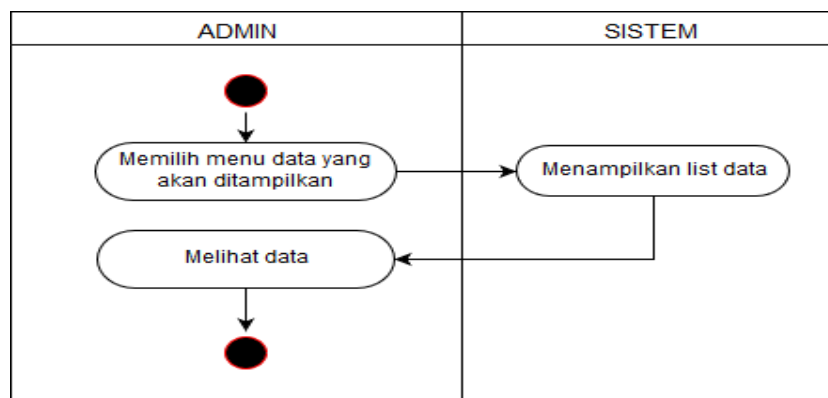 ADMIN
SISTEM
Memilih menu data yang
akan ditampilkan
Menampilkan list data
Melihat data